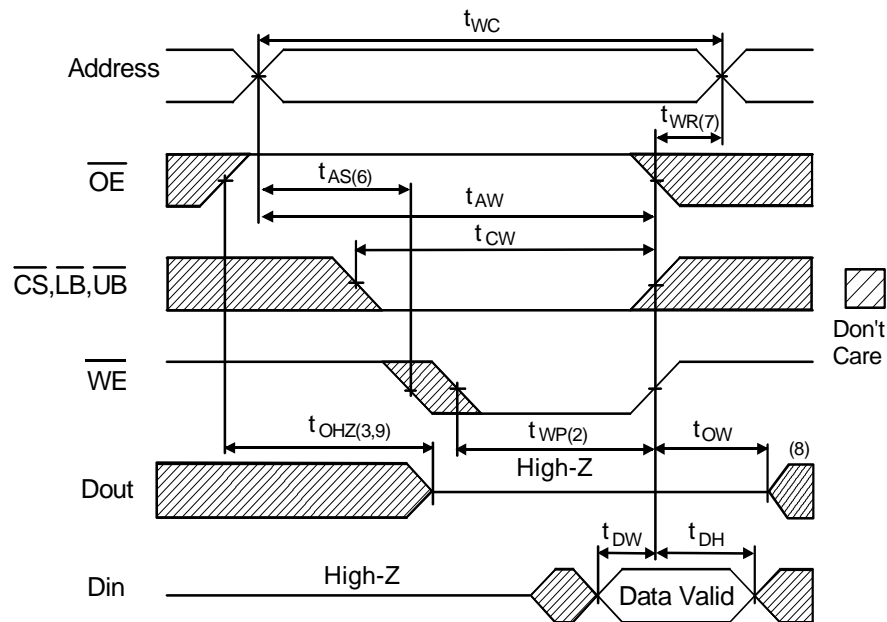 tWC
Address
tWR(7)
OE
tAS(6)
tAW
tCW
CS,LB,UB
Don't
Care
WE
tOHZ(3,9)
tWP(2)
tOW
High-Z
(8)
Dout
tDW
tDH
High-Z
Din
Data Valid